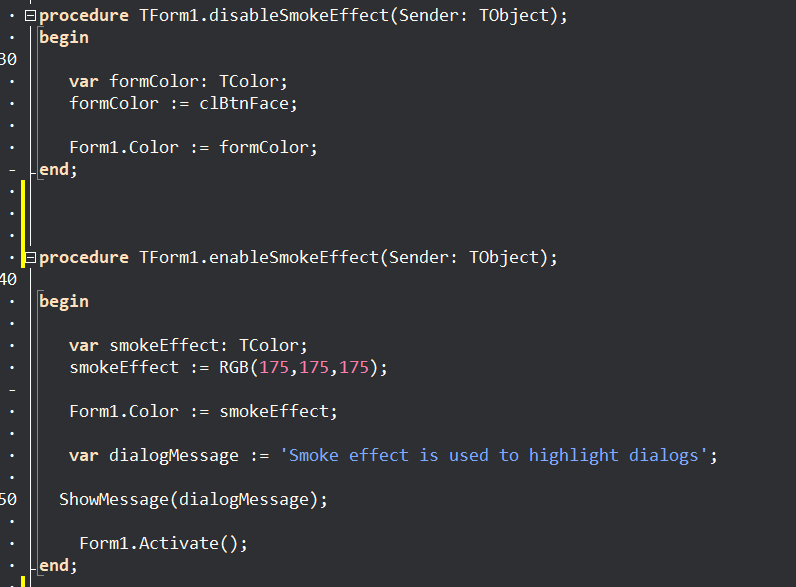 procedure TForm1.disableSmokeEffect(Sender: TObject);
begin
30
var formColor: TColor;
formColor := clBtnFace;
Form1.Color := formColor;
end;
procedure TForm1.enableSmokeEffect(Sender: TObject);
40
begin
var smokeEffect: TColor;
smokeEffect := RGB(175,175,175);
Form1.Color := smokeEffect;
var dialogMessage := 'Smoke effect is used to highlight dialogs';
50 ShowMessage(dialogMessage);
Form1.Activate();
end;